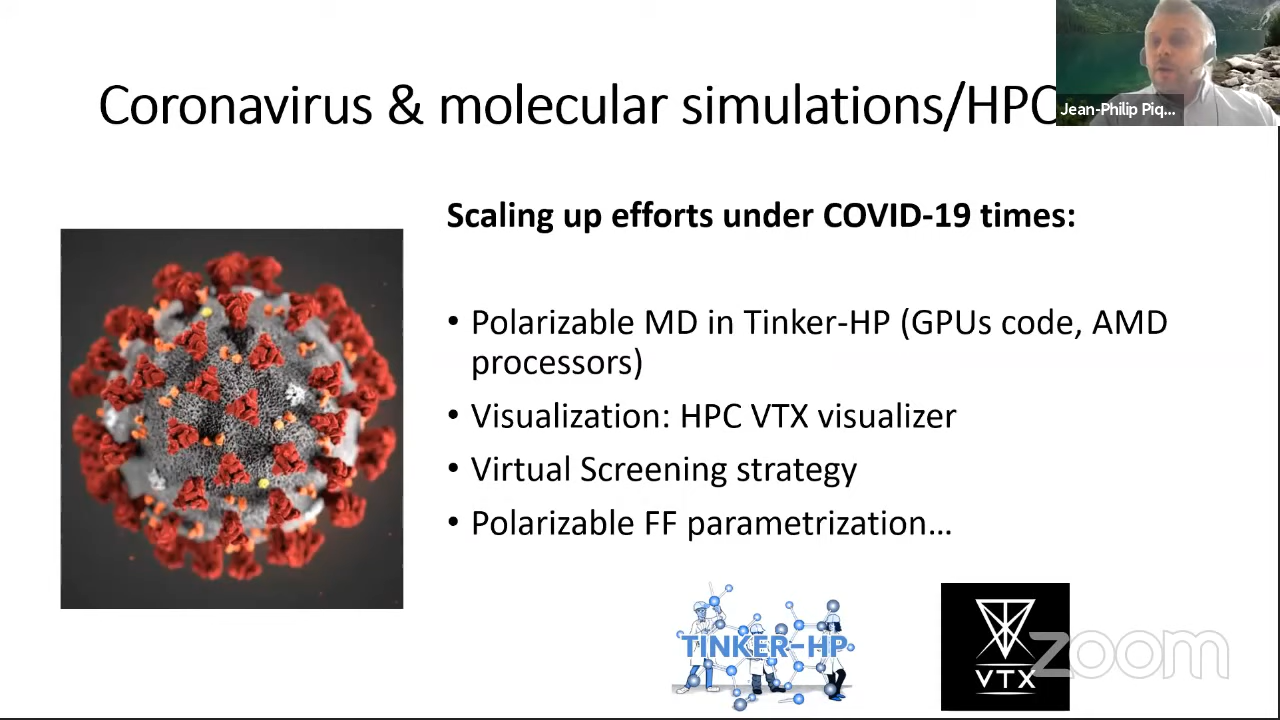 Coronavirus & molecular simulations/HPC
Jean-Philip Piq...
Scaling up efforts under COVID-19 times:
• Polarizable MD in Tinker-HP (GPUs code, AMD
processors)
• Visualization: HPC VTX visualizer
• Virtual Screening strategy
• Polarizable FF parametrization…
TINKER-HP
VTX
zoom